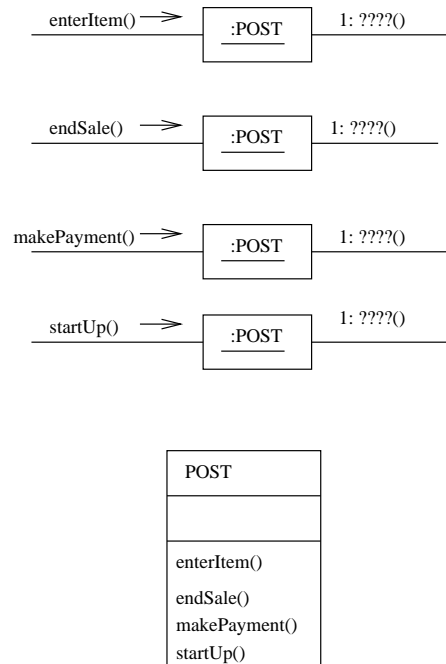 enterItem()
:POST
1: ????()
endSale()
:POST
1: ????()
makePayment()
:POST
1: ????()
startUp()
:POST
1: ????()
POST
enterItem()
endSale()
makePayment()
startUp()